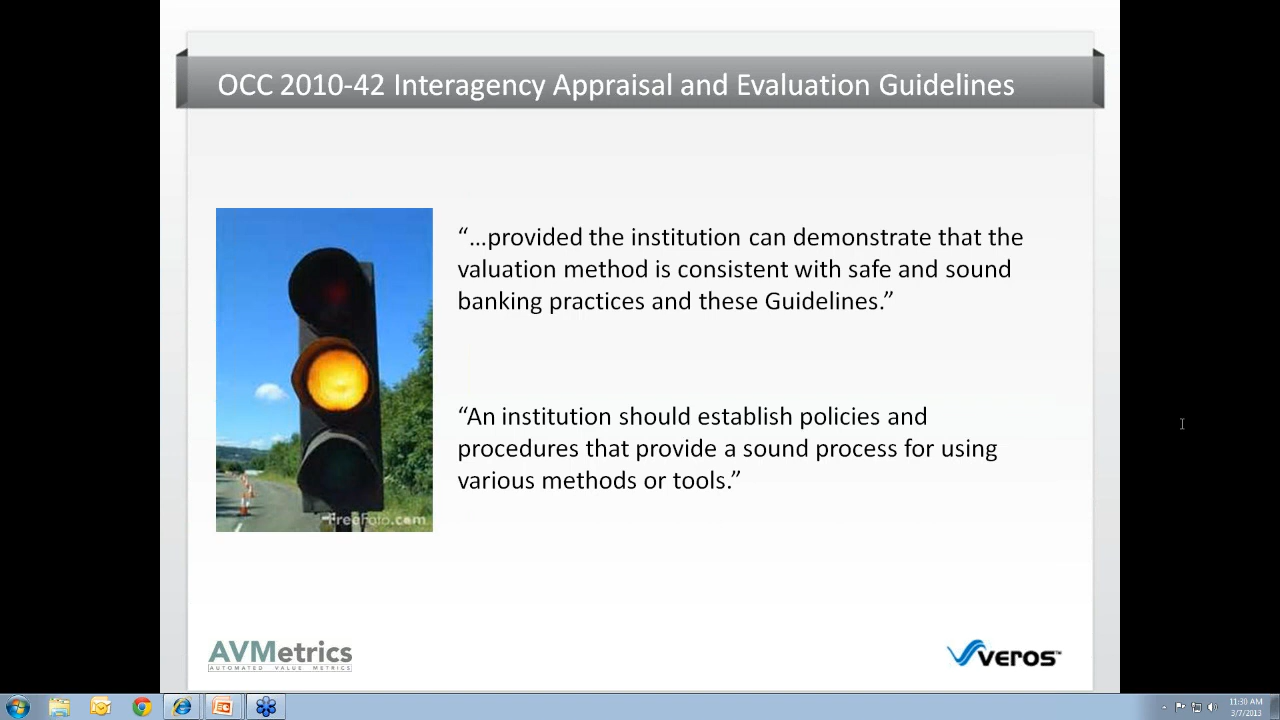 OCC 2010-42 Interagency Appraisal and Evaluation Guidelines
“...provided the institution can demonstrate that the
valuation method is consistent with safe and sound
banking practices and these Guidelines.”
“An institution should establish policies and
procedures that provide a sound process for using
various methods or tools.”
FreeFoto.com
AVMetrics
AUTOMATED VALUE METRICS
VEROS™
11:30 AM
3/7/2013